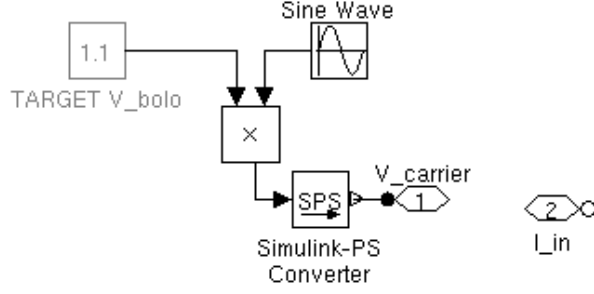 Sine Wave
1.1
TARGET V_bolo
×
V_carrier
SPS
1
2
Simulink-PS
Converter
I_in